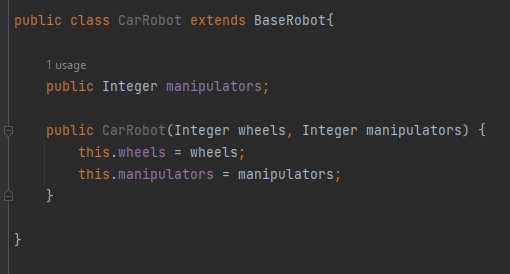 public class CarRobot extends BaseRobot{
1 usage
public Integer manipulators;
public CarRobot(Integer wheels, Integer manipulators) {
this.wheels = wheels;
this.manipulators = manipulators;
}
}